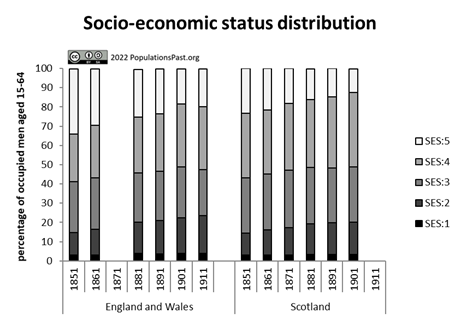 Socio-economic status distribution
2022 PopulationsPast.org
percentage of occupied men aged 15-64
100
90
80
70
60
50
40
30
20
10
0
SES:5
SES:4
SES:3
SES:2
SES:1
1851 1861 1871 1881 1891 1901 1911 1851 1861 1871 1881 1891 1901 1911
England and Wales Scotland